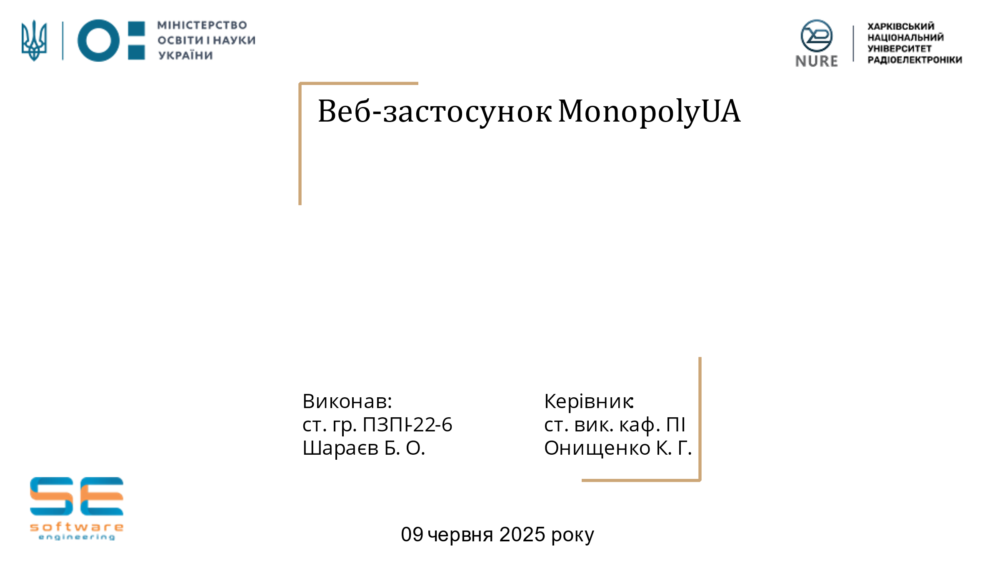 МІНІСТЕРСТВО
ОСВІТИ І НАУКИ
УКРАЇНИ
NURE
ХАРКІВСЬКИЙ
НАЦІОНАЛЬНИЙ
УНІВЕРСИТЕТ
РАДІОЕЛЕКТРОНІКИ
Веб-застосунок MonopolyUA
Виконав:
ст. гр. ПЗПІ-22-6
Шараєв Б. О.
Керівник:
ст. вик. каф. ПІ
Онищенко К. Г.
SE
software
engineering
09 червня 2025 року